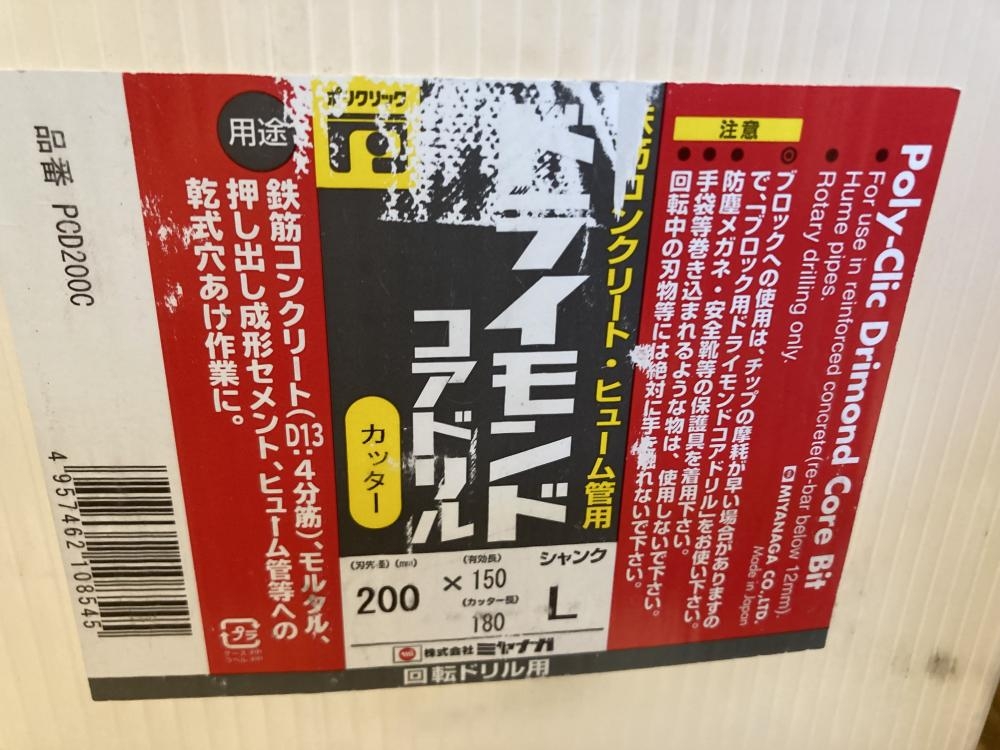 品番 PCD200C
4957462108545
用途
鉄筋コンクリート(D13:4分筋)、モルタル、
押し出し成形セメント、ヒューム管等への
乾式穴あけ作業に。
プラ
ポリクリック
鉄筋コンクリート・ヒューム管用
ドライモンド
コアドリル
カッター
(刃先径)(mm)
200
×
(有効長)
150
(カッター長)
180
シャンク
L
株式会社ミヤナガ
回転ドリル用
注意
ブロックへの使用は、チップの摩耗が早い場合がありますの
で、「ブロック用ドライモンドコアドリル」をお使い下さい。
防塵メガネ・安全靴等の保護具を着用下さい。
手袋等巻き込まれるような物は、使用しないで下さい。
回転中の刃物等には絶対に手を触れないで下さい。
Poly-Clic Drimond Core Bit
For use in reinforced concrete(re-bar below 12mm).
Hume pipes.
Rotary drilling only.
MIYANAGA CO.,LTD.
Made in Japan